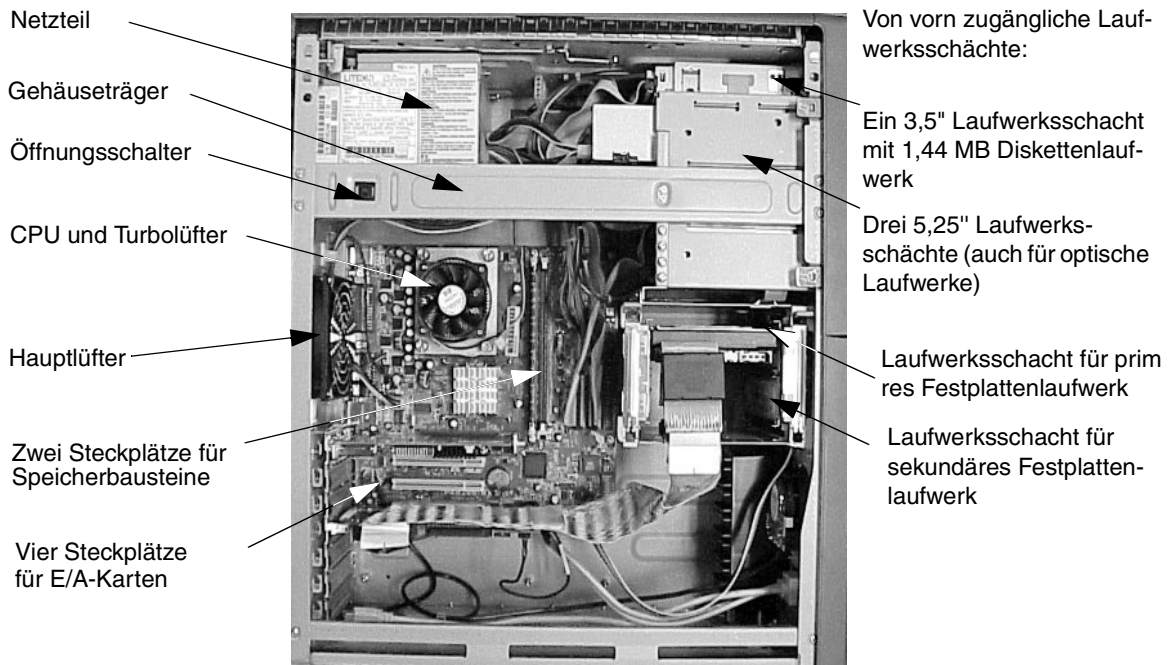 Netzteil
Gehäuseträger
Öffnungsschalter
CPU und Turbolüfter
Hauptlüfter
Zwei Steckplätze für
Speicherbausteine
Vier Steckplätze
für E/A-Karten
LITEON
Von vorn zugängliche Lauf-
werksschächte:
Ein 3,5" Laufwerksschacht
mit 1,44 MB Diskettenlauf-
werk
Drei 5,25" Laufwerks-
schächte (auch für optische
Laufwerke)
Laufwerksschacht für prim
res Festplattenlaufwerk
Laufwerksschacht für
sekundäres Festplatten-
laufwerk